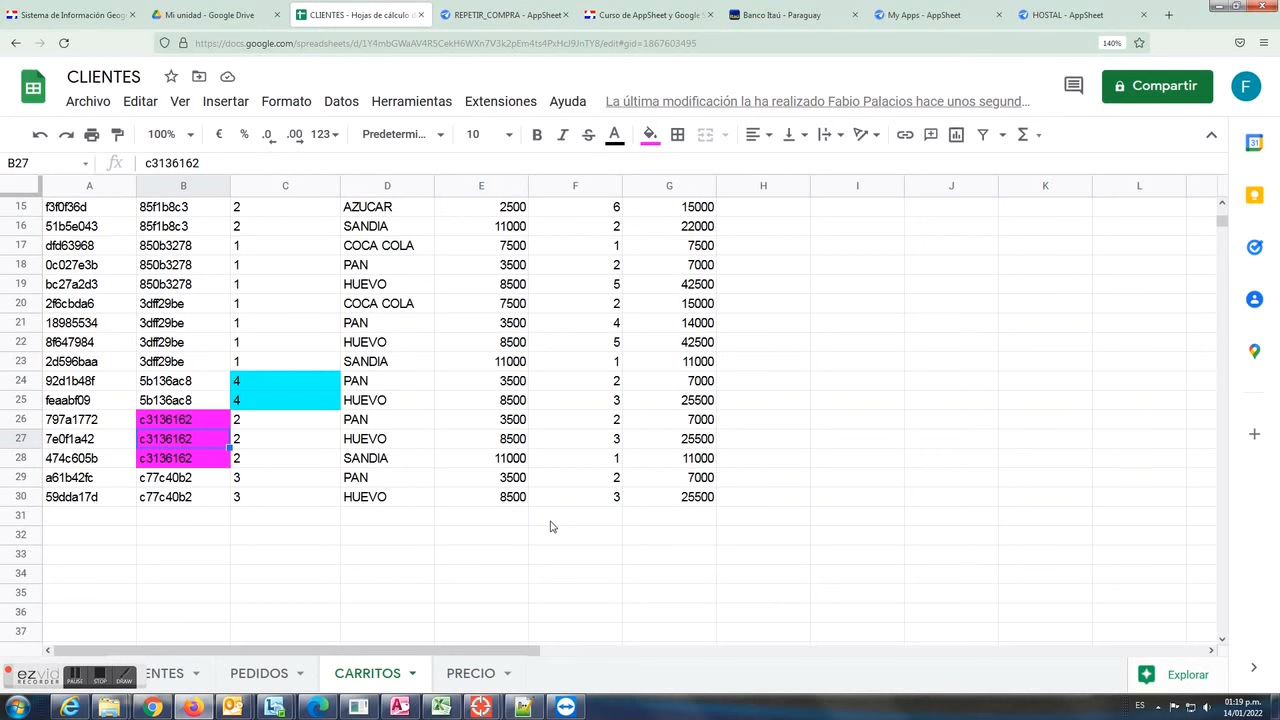 Sistema de Información Geog
Mi unidad - Google Drive
CLIENTES - Hojas de cálculo d
REPETIR_COMPRA - AppSheet
Curso de AppSheet y Google
Banco Itaú - Paraguay
My Apps - AppSheet
HOSTAL - AppSheet
140%
CLIENTES
Archivo Editar Ver Insertar Formato Datos Herramientas Extensiones Ayuda La última modificación la ha realizado Fabio Palacios hace unos segund...
Compartir
F
100% € % .0 .00 123 Predetermi... 10 B I S A
B27 fx c3136162
A B C D E F G H I J K L
15 f3f0f36d 85f1b8c3 2 AZUCAR 2500 6 15000
16 51b5e043 85f1b8c3 2 SANDIA 11000 2 22000
17 dfd63968 850b3278 1 COCA COLA 7500 1 7500
18 0c027e3b 850b3278 1 PAN 3500 2 7000
19 bc27a2d3 850b3278 1 HUEVO 8500 5 42500
20 2f6cbda6 3dff29be 1 COCA COLA 7500 2 15000
21 18985534 3dff29be 1 PAN 3500 4 14000
22 8f647984 3dff29be 1 HUEVO 8500 5 42500
23 2d596baa 3dff29be 1 SANDIA 11000 1 11000
24 92d1b48f 5b136ac8 4 PAN 3500 2 7000
25 feaabf09 5b136ac8 4 HUEVO 8500 3 25500
26 797a1772 c3136162 2 PAN 3500 2 7000
27 7e0f1a42 c3136162 2 HUEVO 8500 3 25500
28 474c605b c3136162 2 SANDIA 11000 1 11000
29 a61b42fc c77c40b2 3 PAN 3500 2 7000
30 59dda17d c77c40b2 3 HUEVO 8500 3 25500
31
32
33
34
35
36
37
ezvid
RECORDER
PAUSE STOP DRAW
ENTES PEDIDOS CARRITOS PRECIO
Explorar
ES
01:19 p.m.
14/01/2022